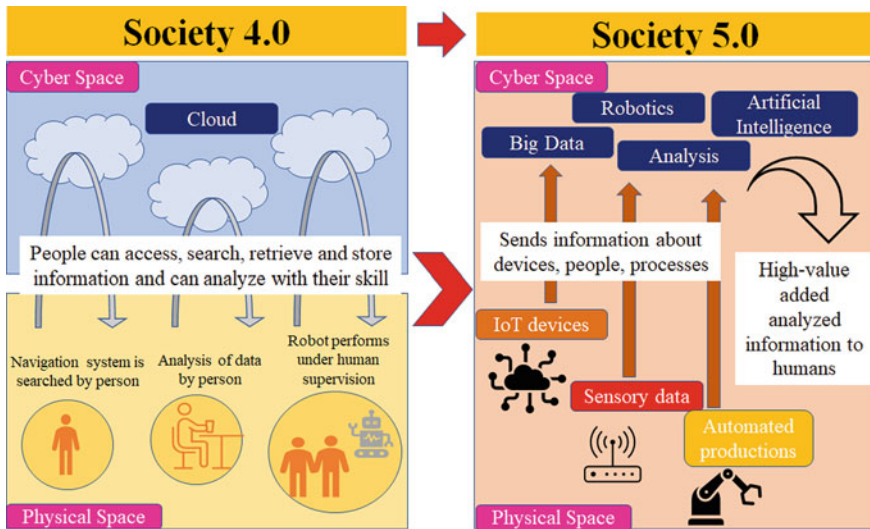 Society 4.0
Cyber Space
Cloud
People can access, search, retrieve and store
information and can analyze with their skill
Navigation system is
searched by person
Analysis of data
by person
Robot performs
under human
supervision
Physical Space
Society 5.0
Cyber Space
Robotics
Artificial
Intelligence
Big Data
Analysis
Sends information about
devices, people, processes
High-value
added
analyzed
information to
humans
IoT devices
Sensory data
Automated
productions
Physical Space